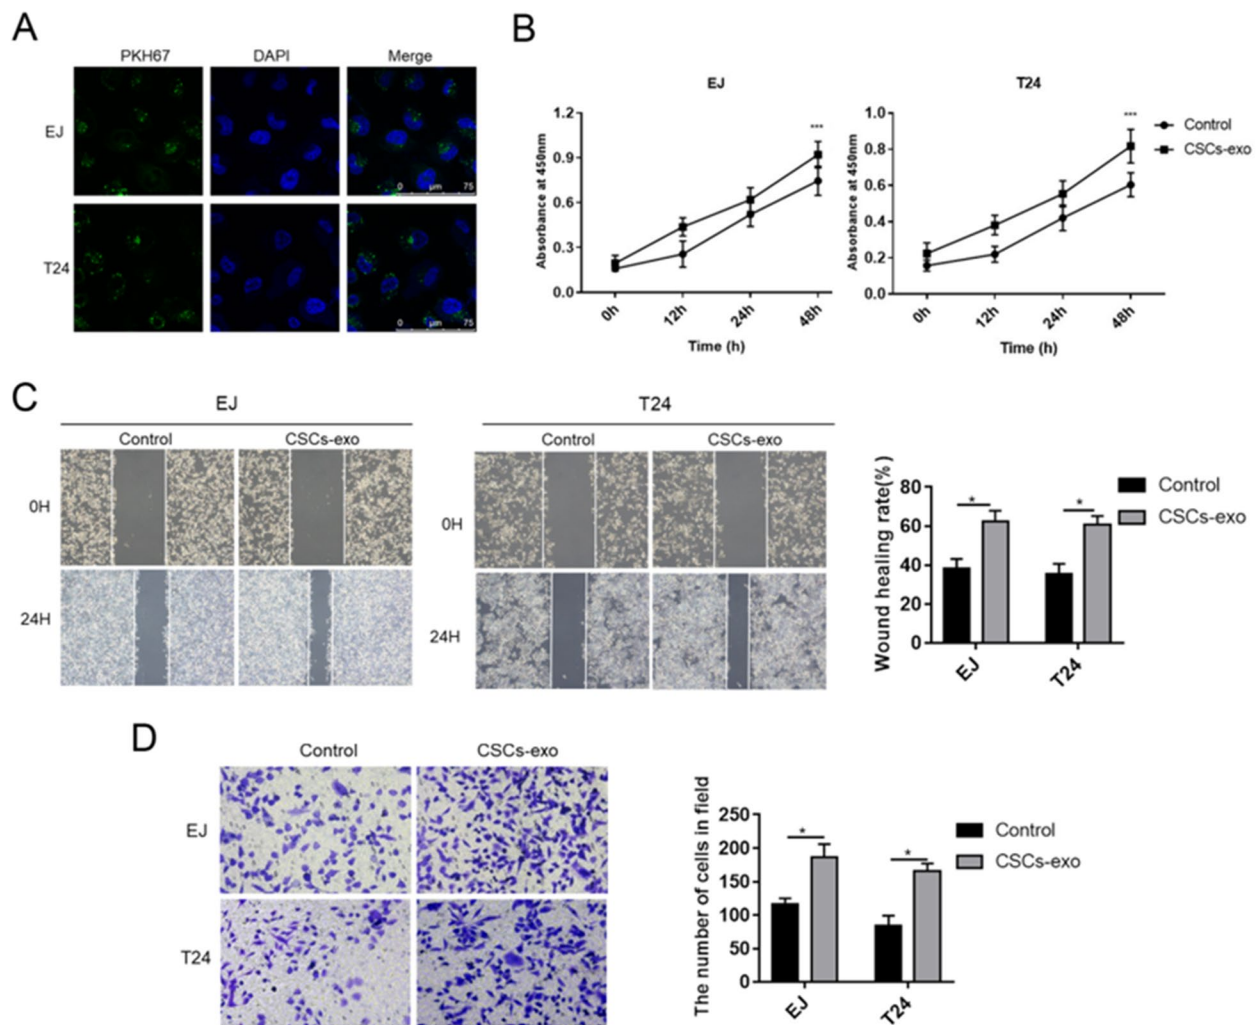 A
PKH67 DAPI Merge
EJ
0 µm 75
T24
0 µm 75
B
EJ
Absorbance at 450nm
1.2
0.9
0.6
0.3
0.0
***
0h 12h 24h 48h
Time (h)
T24
Absorbance at 450nm
1.0
0.8
0.6
0.4
0.2
0.0
***
0h 12h 24h 48h
Time (h)
Control
CSCs-exo
C
EJ
Control CSCs-exo
0H
24H
T24
Control CSCs-exo
0H
24H
Wound healing rate(%)
80
60
40
20
0
* *
EJ T24
Control
CSCs-exo
D
Control CSCs-exo
EJ
T24
The number of cells in field
250
200
150
100
50
0
* *
EJ T24
Control
CSCs-exo